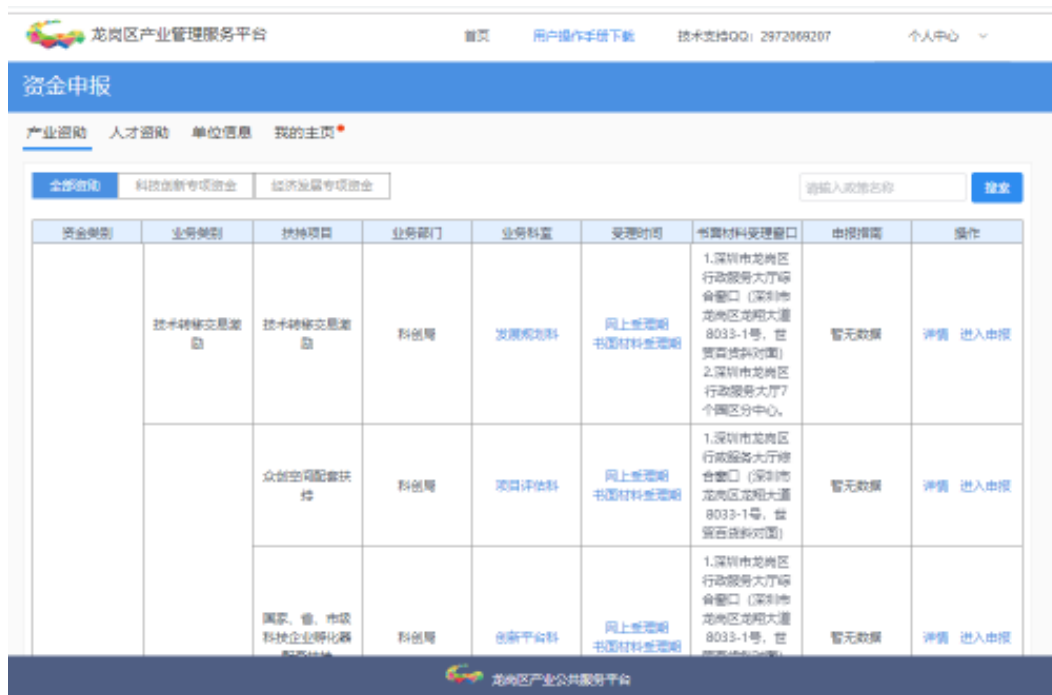 龙岗区产业管理服务平台
首页
用户操作手册下载
技术支持QQ：2972069207
个人中心
资金申报
产业资助
人才资助
单位信息
我的主页
全部资助
科技创新专项资金
经济发展专项资金
请输入政策名称
搜索
资金类别
业务类别
扶持项目
业务部门
业务科室
受理时间
书面材料受理窗口
申报指南
操作
技术转移交易激
励
技术转移交易激
励
科创局
发展规划科
网上受理期
书面材料受理期
1.深圳市龙岗区
行政服务大厅综
合窗口（深圳市
龙岗区龙翔大道
8033-1号，世
贸百货斜对面）
2.深圳市龙岗区
行政服务大厅7
个园区分中心。
暂无数据
详情 进入申报
众创空间配套扶
持
科创局
项目评估科
网上受理期
书面材料受理期
1.深圳市龙岗区
行政服务大厅综
合窗口（深圳市
龙岗区龙翔大道
8033-1号，世
贸百货斜对面）
暂无数据
详情 进入申报
国家、省、市级
科技企业孵化器
配套扶持
科创局
创新平台科
网上受理期
书面材料受理期
1.深圳市龙岗区
行政服务大厅综
合窗口（深圳市
龙岗区龙翔大道
8033-1号，世
贸百货斜对面）
暂无数据
详情 进入申报
龙岗区产业公共服务平台